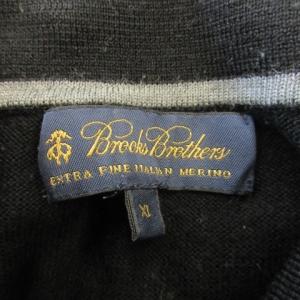 Brooks Brothers
EXTRA FINE ITALIAN MERINO
XL